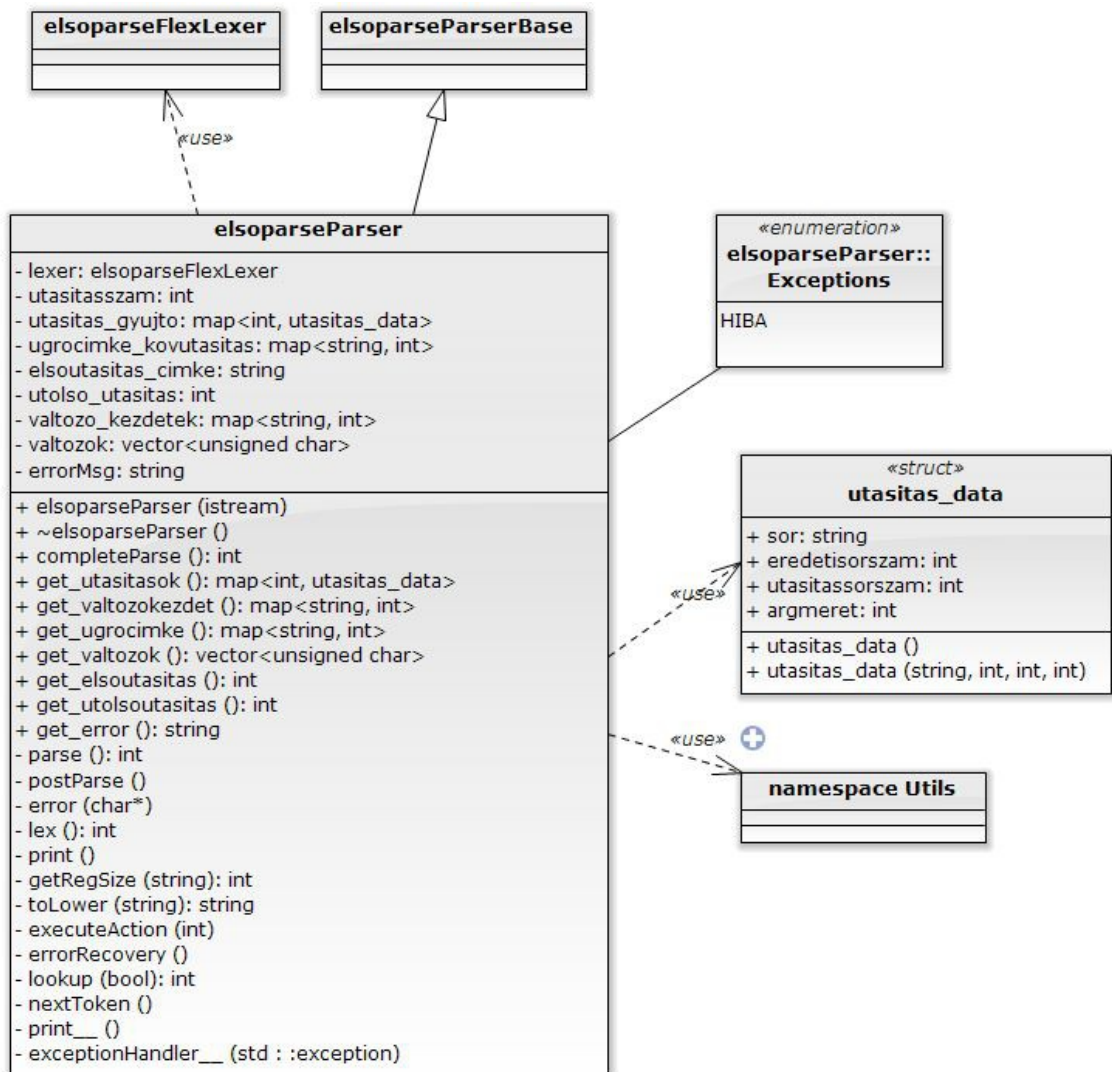 elsoparseFlexLexer
elsoparseParserBase
«use»
elsoparseParser
- lexer: elsoparseFlexLexer
- utasitasszam: int
- utasitas_gyujto: map<int, utasitas_data>
- ugrocimke_kovutasitas: map<string, int>
- elsoutasitas_cimke: string
- utolso_utasitas: int
- valtozo_kezdetek: map<string, int>
- valtozok: vector<unsigned char>
- errorMsg: string
+ elsoparseParser (istream)
+ ~elsoparseParser ()
+ completeParse (): int
+ get_utasitasok (): map<int, utasitas_data>
+ get_valtozokezdet (): map<string, int>
+ get_ugrocimke (): map<string, int>
+ get_valtozok (): vector<unsigned char>
+ get_elsoutasitas (): int
+ get_utolsoutasitas (): int
+ get_error (): string
- parse (): int
- postParse ()
- error (char*)
- lex (): int
- print ()
- getRegSize (string): int
- toLower (string): string
- executeAction (int)
- errorRecovery ()
- lookup (bool): int
- nextToken ()
- print__ ()
- exceptionHandler__ (std : :exception)
«enumeration»
elsoparseParser::
Exceptions
HIBA
«struct»
utasitas_data
+ sor: string
+ eredetisorszam: int
+ utasitassorszam: int
+ argmeret: int
+ utasitas_data ()
+ utasitas_data (string, int, int, int)
«use»
«use»
namespace Utils